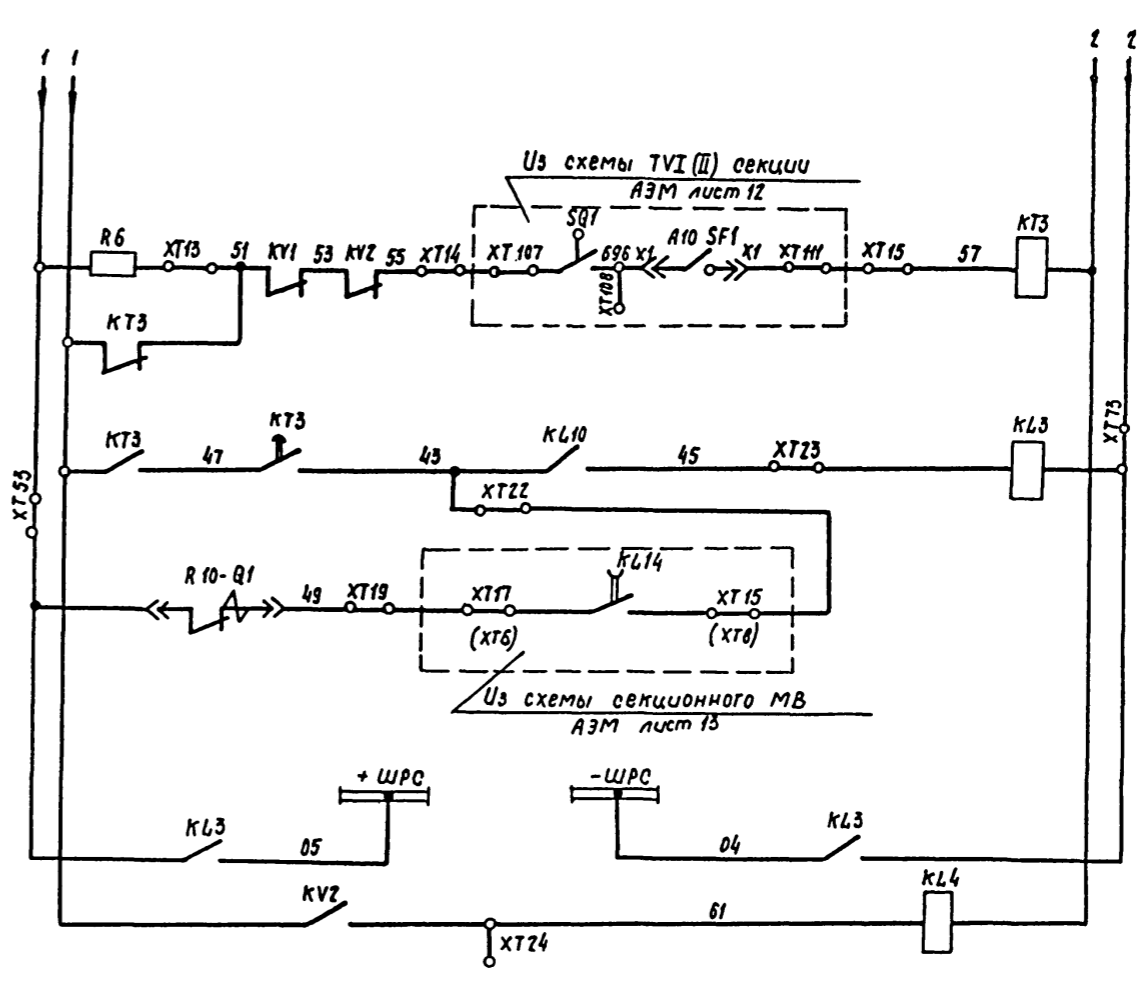 1 1 2 2
Из схемы TVI (II) секции
АЭМ лист 12
SQ1
R6 XT13 51 KV1 53 KV2 55 XT14 XT.107 696 X1 A10 SF1 X1 XT111 XT15 57 KT3
XT108
KT3
XT73
KT3 47 KT3 43 KL10 45 XT23 KL3
XT22
XT53
R10-Q1 49 XT19 XT17 KL14 XT15
(XT6) (XT8)
Из схемы секционного МВ
АЭМ лист 13
+ ШРС -ШРС
KL3 05 04 KL3
KV2 61 KL4
XT24